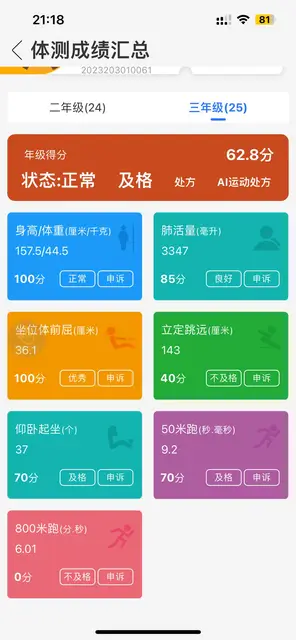 21:18
81
体测成绩汇总
2023203010061
二年级(24)
三年级(25)
年级得分
62.8分
状态:正常 及格 处方 AI运动处方
身高/体重(厘米/千克)
157.5/44.5
100分 正常 申诉
肺活量(毫升)
3347
85分 良好 申诉
坐位体前屈(厘米)
36.1
100分 优秀 申诉
立定跳远(厘米)
143
40分 不及格 申诉
仰卧起坐(个)
37
70分 及格 申诉
50米跑(秒.毫秒)
9.2
70分 及格 申诉
800米跑(分.秒)
6.01
0分 不及格 申诉